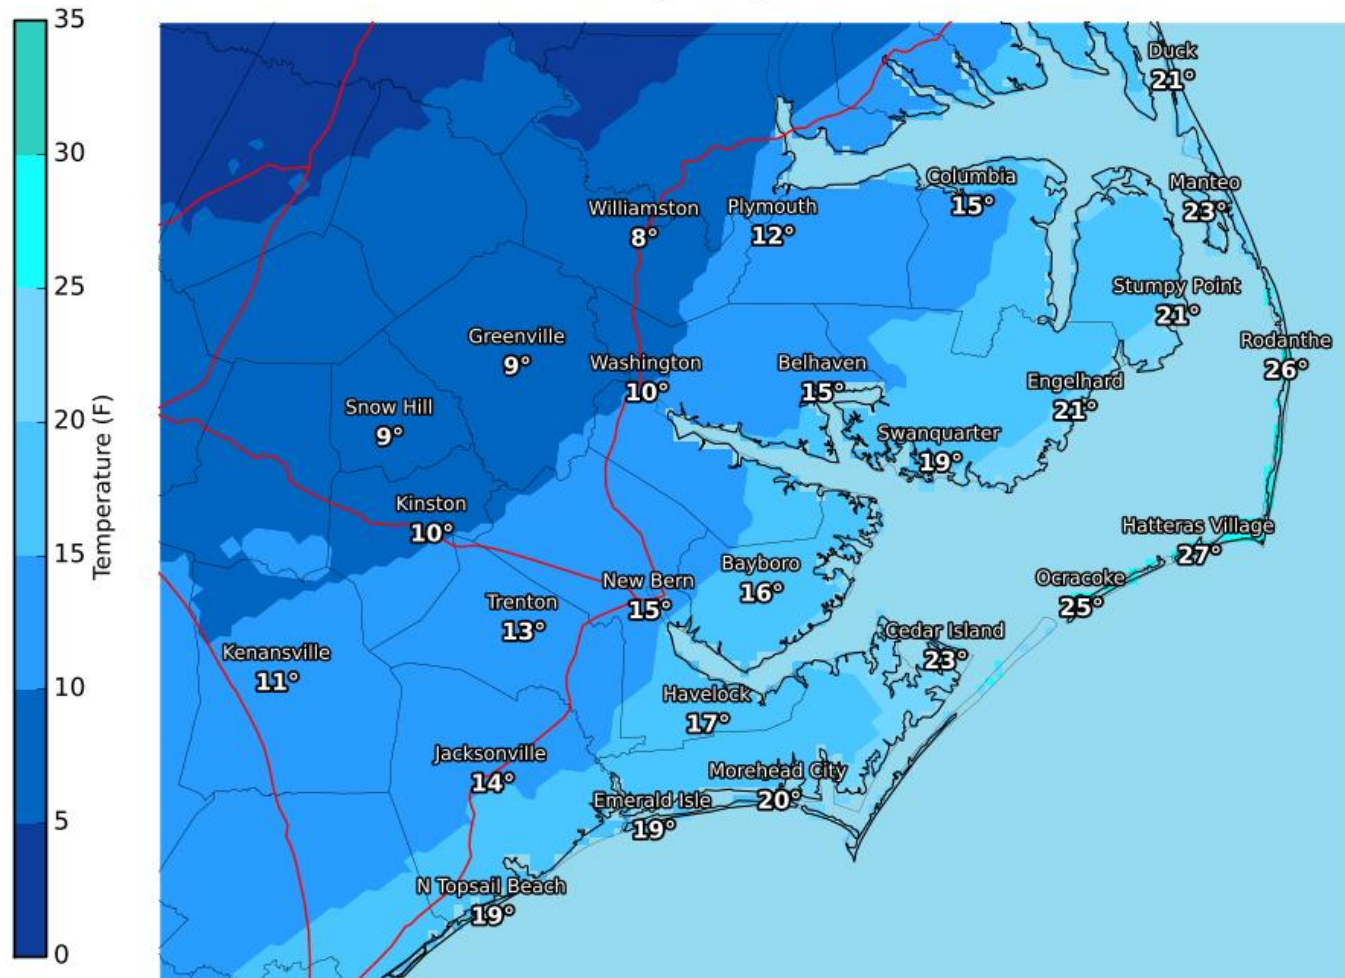 35
30
25
20
15
10
5
0
Temperature (F)
Duck
21°
Columbia
15°
Manteo
23°
Williamston
8°
Plymouth
12°
Stumpy Point
21°
Greenville
9°
Washington
10°
Belhaven
15°
Rodanthe
26°
Engelhard
21°
Snow Hill
9°
Swanquarter
19°
Kinston
10°
Hatteras Village
27°
Bayboro
16°
Ocracoke
25°
New Bern
15°
Trenton
13°
Cedar Island
23°
Kenansville
11°
Havelock
17°
Jacksonville
14°
Morehead City
20°
Emerald Isle
19°
N Topsail Beach
19°